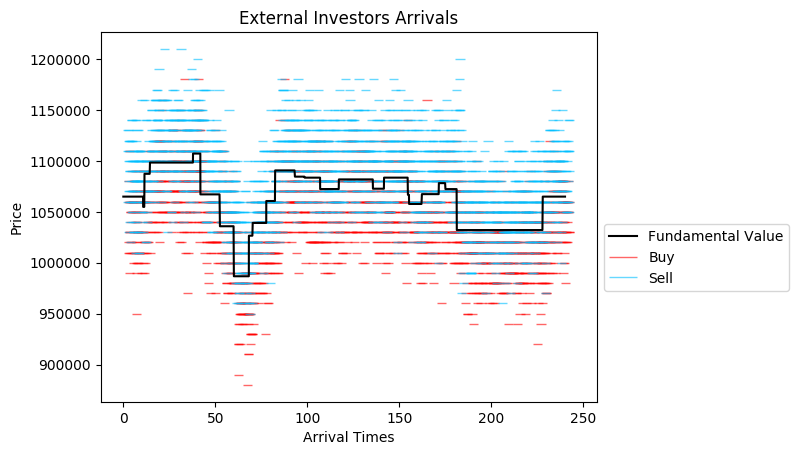 External Investors Arrivals
1200000
1150000
1100000
1050000
1000000
950000
900000
Price
0
50
100
150
200
250
Arrival Times
Fundamental Value
Buy
Sell